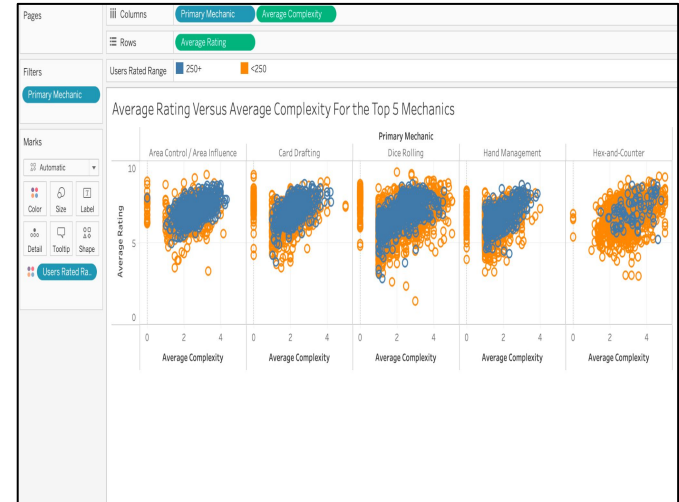 Pages
Columns Primary Mechanic Average Complexity
Rows Average Rating
Filters
Primary Mechanic
Users Rated Range 250+ <250
Average Rating Versus Average Complexity For the Top 5 Mechanics
Marks
Automatic
Color Size Label
Detail Tooltip Shape
Users Rated Ra..
Primary Mechanic
Area Control / Area Influence Card Drafting Dice Rolling Hand Management Hex-and-Counter
Average Rating
10
5
0
0 2 4 0 2 4 0 2 4 0 2 4 0 2 4
Average Complexity Average Complexity Average Complexity Average Complexity Average Complexity